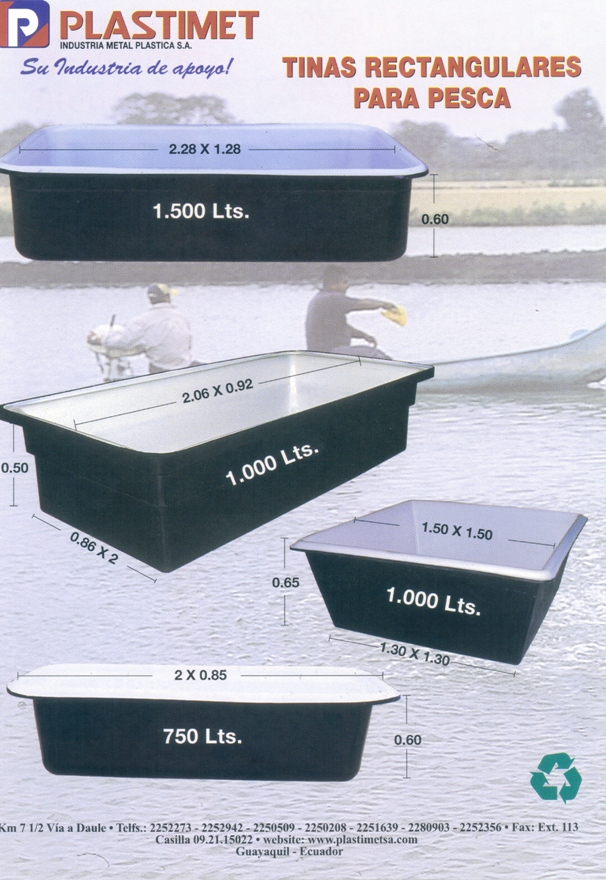 PLASTIMET
INDUSTRIA METAL PLASTICA S.A.
Su Industria de apoyo!
TINAS RECTANGULARES
PARA PESCA
2.28 X 1.28
1.500 Lts.
0.60
2.06 X 0.92
1.000 Lts.
0.50
0.86 X 2
1.50 X 1.50
0.65
1.000 Lts.
1.30 X 1.30
2 X 0.85
750 Lts.
0.60
Km 7 1/2 Vía a Daule • Telfs.: 2252273 - 2252942 - 2250509 - 2250208 - 2251639 - 2280903 - 2252356 • Fax: Ext. 113
Casilla 09.21.15022 • website: www.plastimetsa.com
Guayaquil - Ecuador